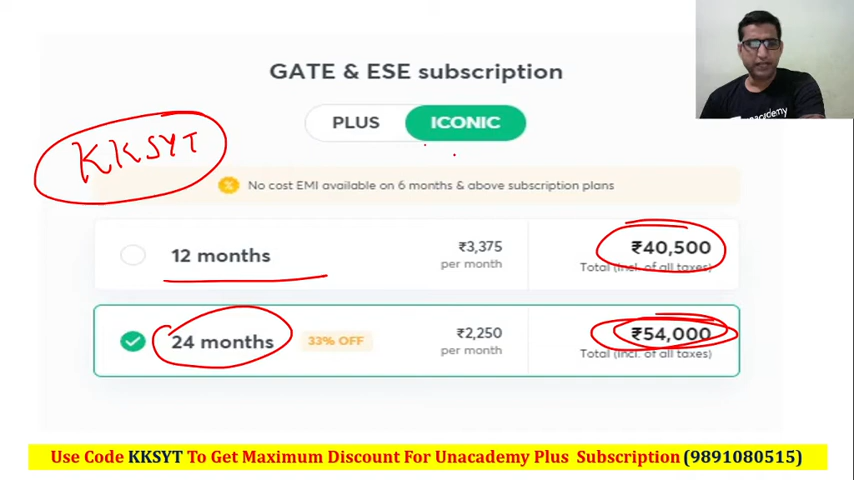 GATE & ESE subscription
PLUS ICONIC
KKSYT
No cost EMI available on 6 months & above subscription plans
12 months ₹3,375 per month ₹40,500 Total (Incl. of all taxes)
24 months 33% OFF ₹2,250 per month ₹54,000 Total (Incl. of all taxes)
unacademy
Use Code KKSYT To Get Maximum Discount For Unacademy Plus Subscription (9891080515)